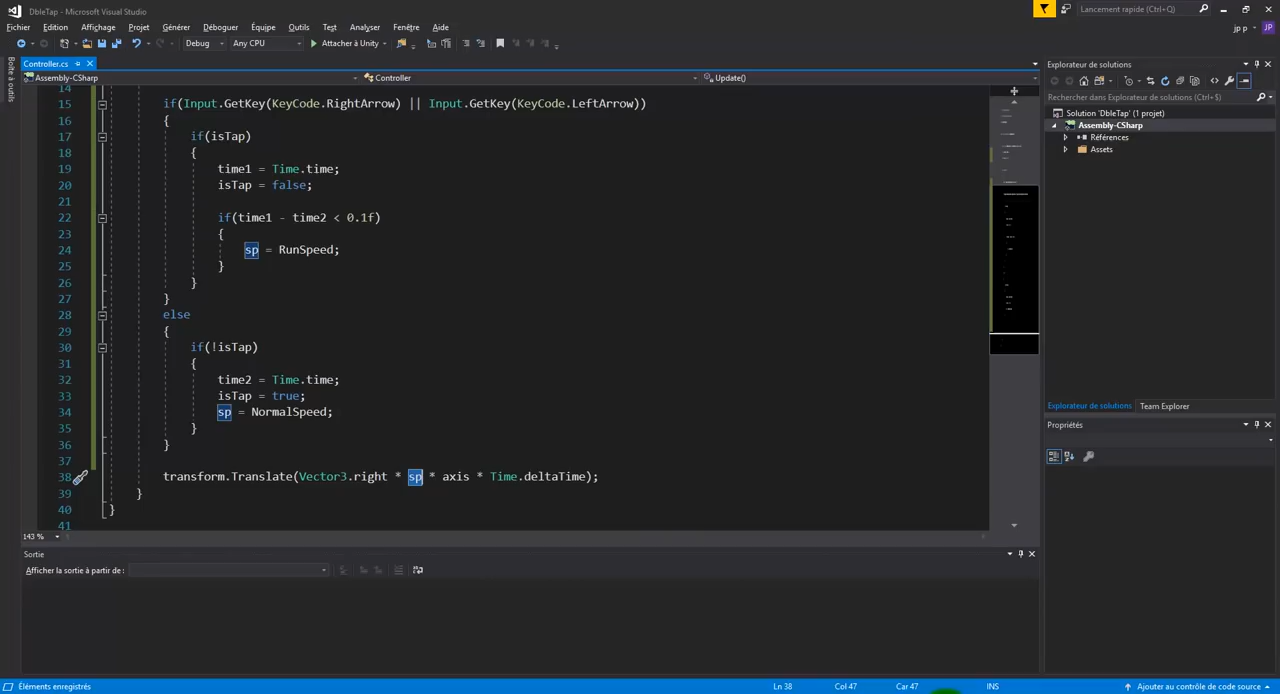 DbleTap - Microsoft Visual Studio
Lancement rapide (Ctrl+Q)
Fichier Edition Affichage Projet Générer Déboguer Équipe Outils Test Analyser Fenêtre Aide
jp p JP
Debug Any CPU Attacher à Unity
Boîte à outils
Controller.cs
Assembly-CSharp Controller Update()
14
15 if(Input.GetKey(KeyCode.RightArrow) || Input.GetKey(KeyCode.LeftArrow))
16 {
17 if(isTap)
18 {
19 time1 = Time.time;
20 isTap = false;
21
22 if(time1 - time2 < 0.1f)
23 {
24 sp = RunSpeed;
25 }
26 }
27 }
28 else
29 {
30 if(!isTap)
31 {
32 time2 = Time.time;
33 isTap = true;
34 sp = NormalSpeed;
35 }
36 }
37
38 transform.Translate(Vector3.right * sp * axis * Time.deltaTime);
39 }
40 }
41
143 %
Sortie
Afficher la sortie à partir de :
Explorateur de solutions
Rechercher dans Explorateur de solutions (Ctrl+$)
Solution 'DbleTap' (1 projet)
Assembly-CSharp
Références
Assets
Explorateur de solutions Team Explorer
Propriétés
Éléments enregistrés Ln 38 Col 47 Car 47 INS Ajouter au contrôle de code source